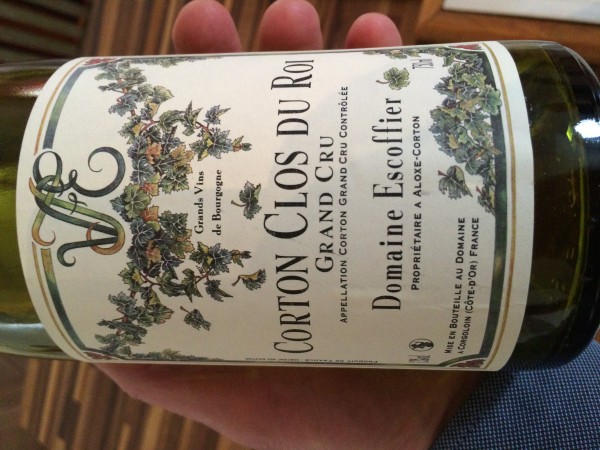 Grands Vins
de Bourgogne
CORTON CLOS DU ROI
GRAND CRU
APPELLATION CORTON GRAND CRU CONTRÔLÉE
Domaine Escoffier
PROPRIÉTAIRE A ALOXE-CORTON
MISE EN BOUTEILLE AU DOMAINE
A CORGOLOIN (CÔTE-D'OR) FRANCE